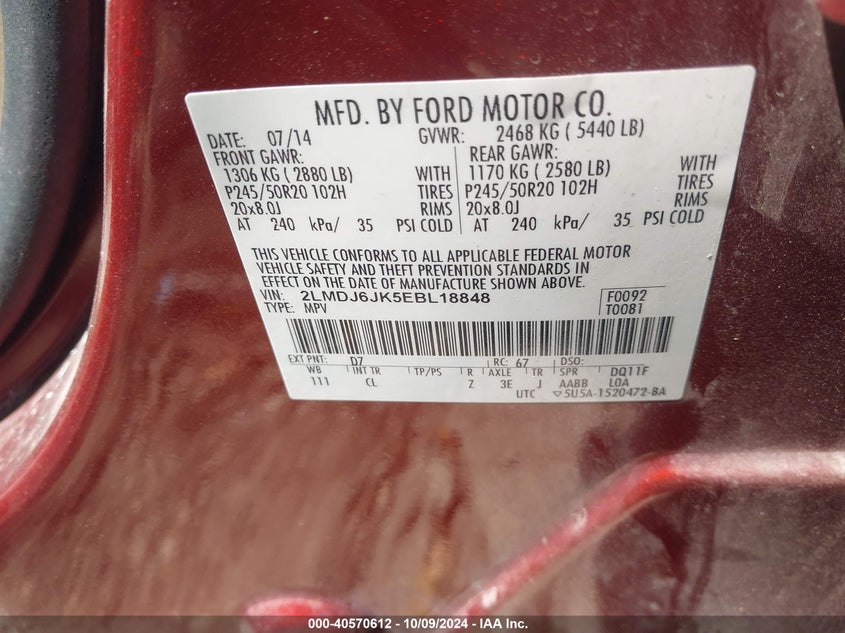 MFD. BY FORD MOTOR CO.
DATE: 07/14 GVWR: 2468 KG ( 5440 LB)
FRONT GAWR: REAR GAWR:
1306 KG ( 2880 LB) WITH 1170 KG ( 2580 LB) WITH
P245/50R20 102H TIRES P245/50R20 102H TIRES
20x8.0J RIMS 20x8.0J RIMS
AT 240 kPa/ 35 PSI COLD AT 240 kPa/ 35 PSI COLD
THIS VEHICLE CONFORMS TO ALL APPLICABLE FEDERAL MOTOR
VEHICLE SAFETY AND THEFT PREVENTION STANDARDS IN
EFFECT ON THE DATE OF MANUFACTURE SHOWN ABOVE.
VIN: 2LMDJ6JK5EBL18848 F0092
TYPE: MPV T0081
EXT PNT: D7 RC: 67 DSO:
WB INT TR TP/PS R AXLE TR SPR DQ11F
111 CL Z 3E J AABB LOA
UTC ▽5U5A-1520472-BA
000-40570612 - 10/09/2024 - IAA Inc.